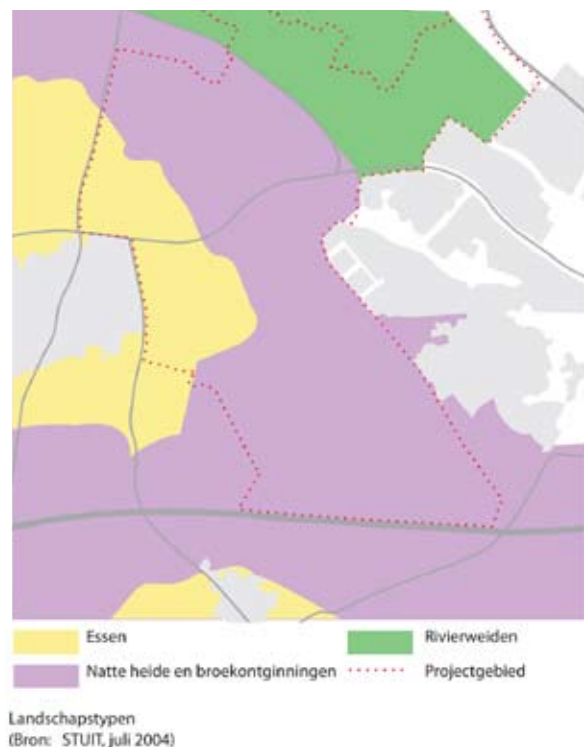 Essen
Rivierweiden
Natte heide en broekontginningen
Projectgebied
Landschapstypen
(Bron: STUIT, juli 2004)